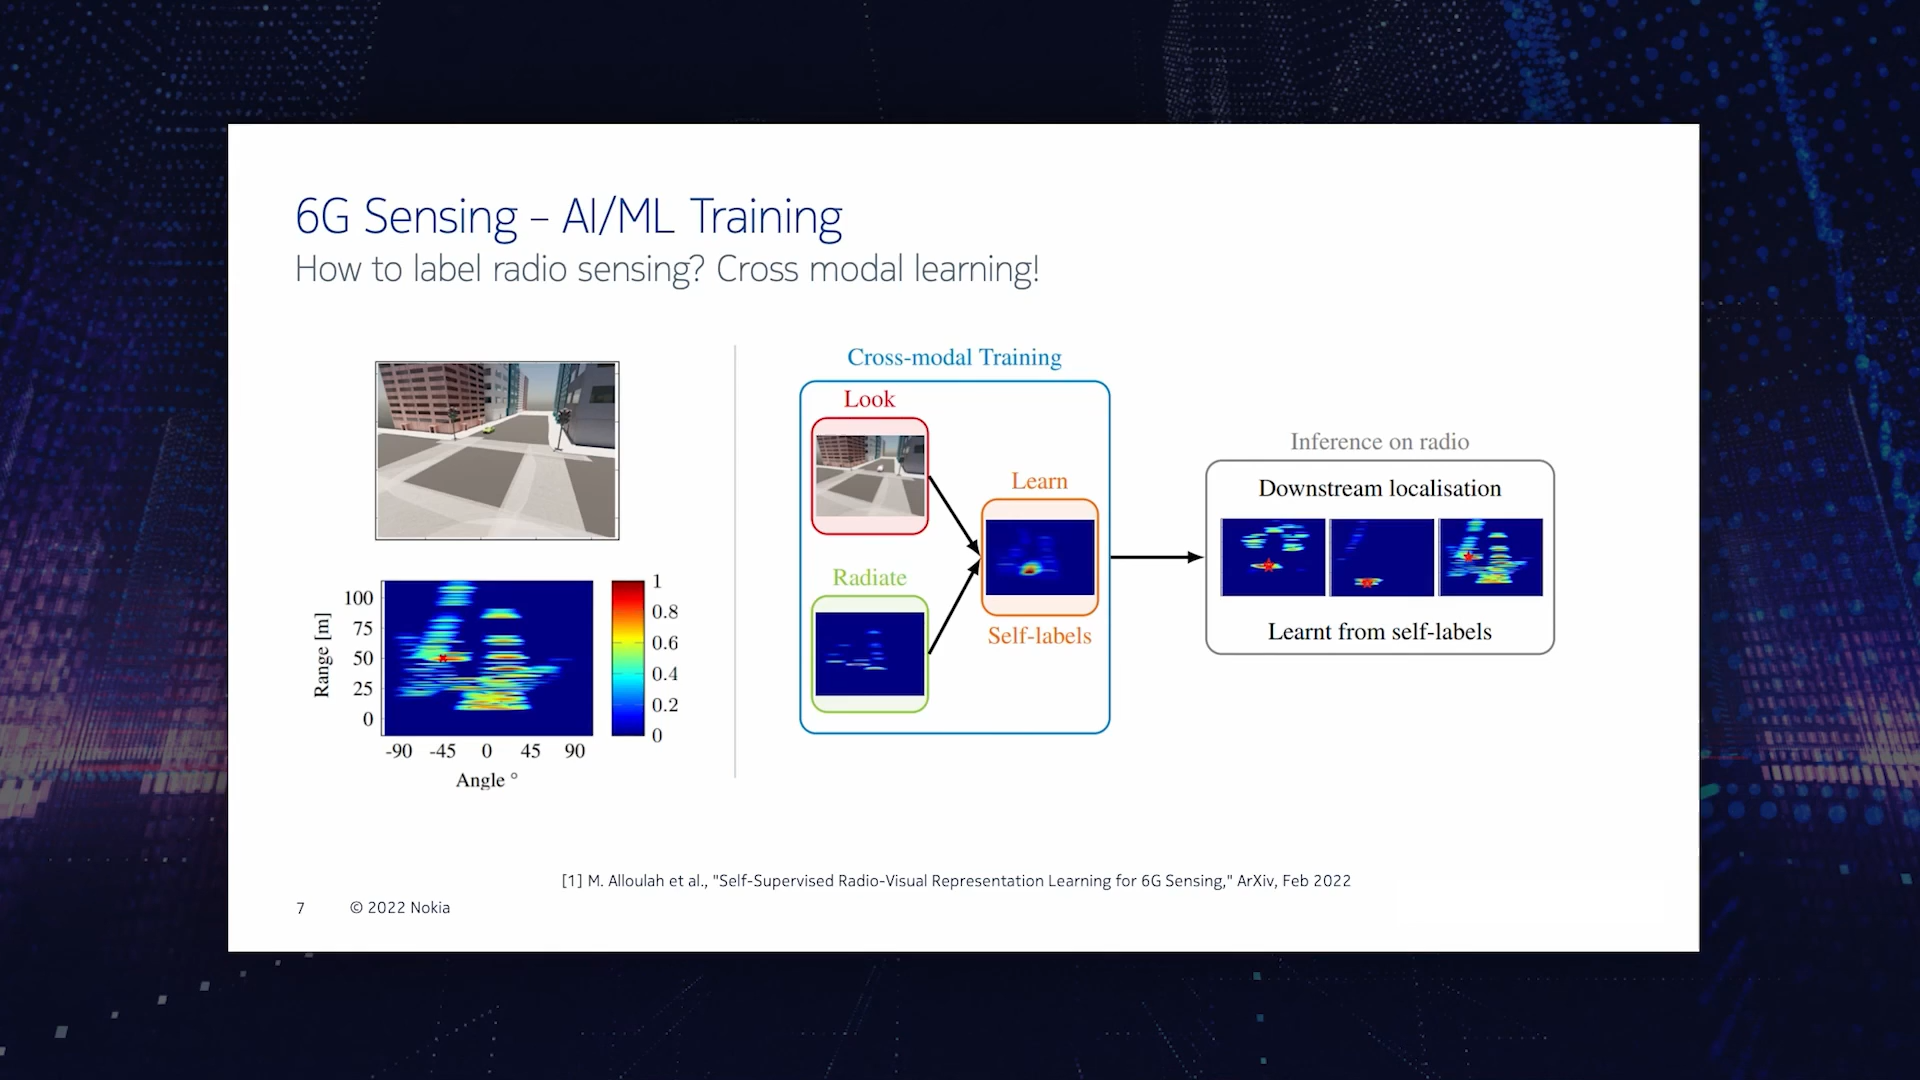 6G Sensing – AI/ML Training
How to label radio sensing? Cross modal learning!
Range [m]
100
75
50
25
0
-90 -45 0 45 90
Angle °
1
0.8
0.6
0.4
0.2
0
Cross-modal Training
Look
Radiate
Learn
Self-labels
Inference on radio
Downstream localisation
Learnt from self-labels
[1] M. Alloulah et al., "Self-Supervised Radio-Visual Representation Learning for 6G Sensing," ArXiv, Feb 2022
7 © 2022 Nokia